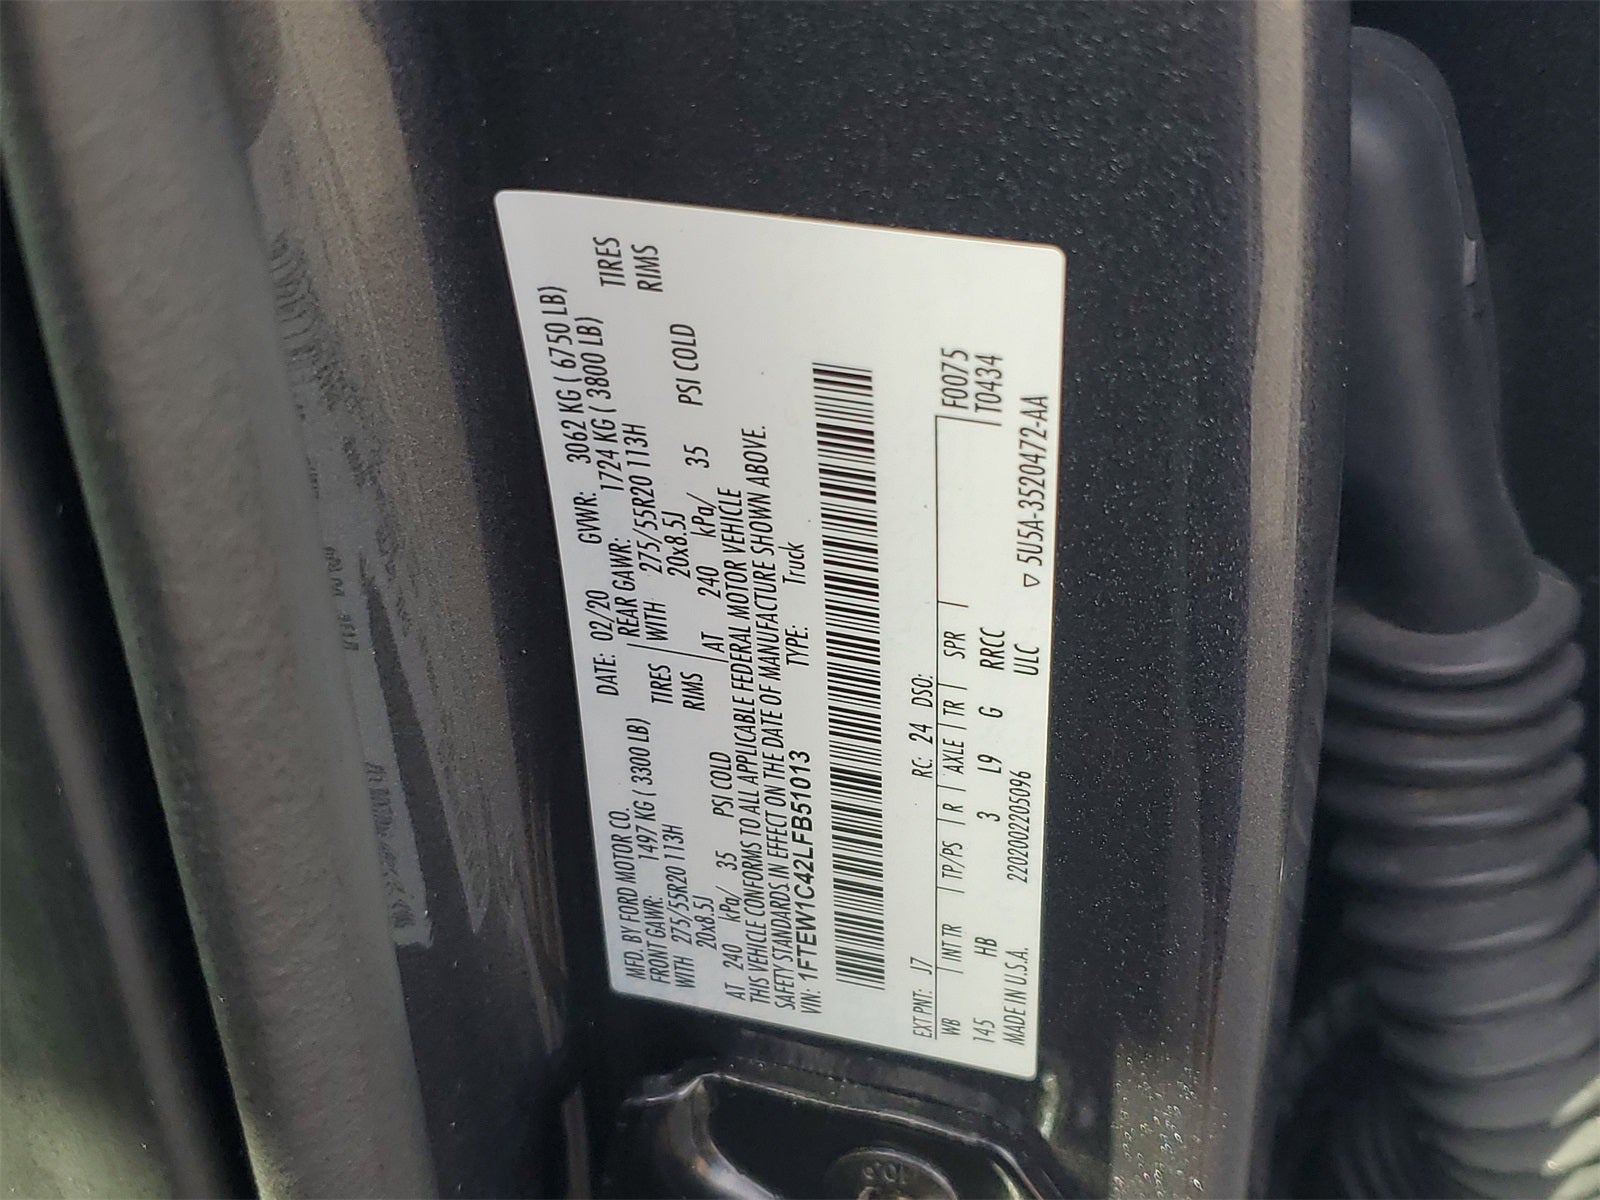 MFD. BY FORD MOTOR CO. DATE: 02/20 GVWR: 3062 KG ( 6750 LB)
FRONT GAWR: 1497 KG ( 3300 LB) REAR GAWR: 1724 KG ( 3800 LB)
WITH 275/55R20 113H TIRES WITH 275/55R20 113H TIRES
20x8.5J RIMS 20x8.5J RIMS
AT 240 kPa/ 35 PSI COLD AT 240 kPa/ 35 PSI COLD
THIS VEHICLE CONFORMS TO ALL APPLICABLE FEDERAL MOTOR VEHICLE
SAFETY STANDARDS IN EFFECT ON THE DATE OF MANUFACTURE SHOWN ABOVE.
VIN: 1FTEW1C42LFB51013 TYPE: Truck
EXT PNT: J7 RC: 24 DSO:
WB INT TR TP/PS R AXLE TR SPR F0075
145 HB 3 L9 G RRCC T0434
MADE IN U.S.A. 2202002205096 ULC ▽ 5U5A-3520472-AA